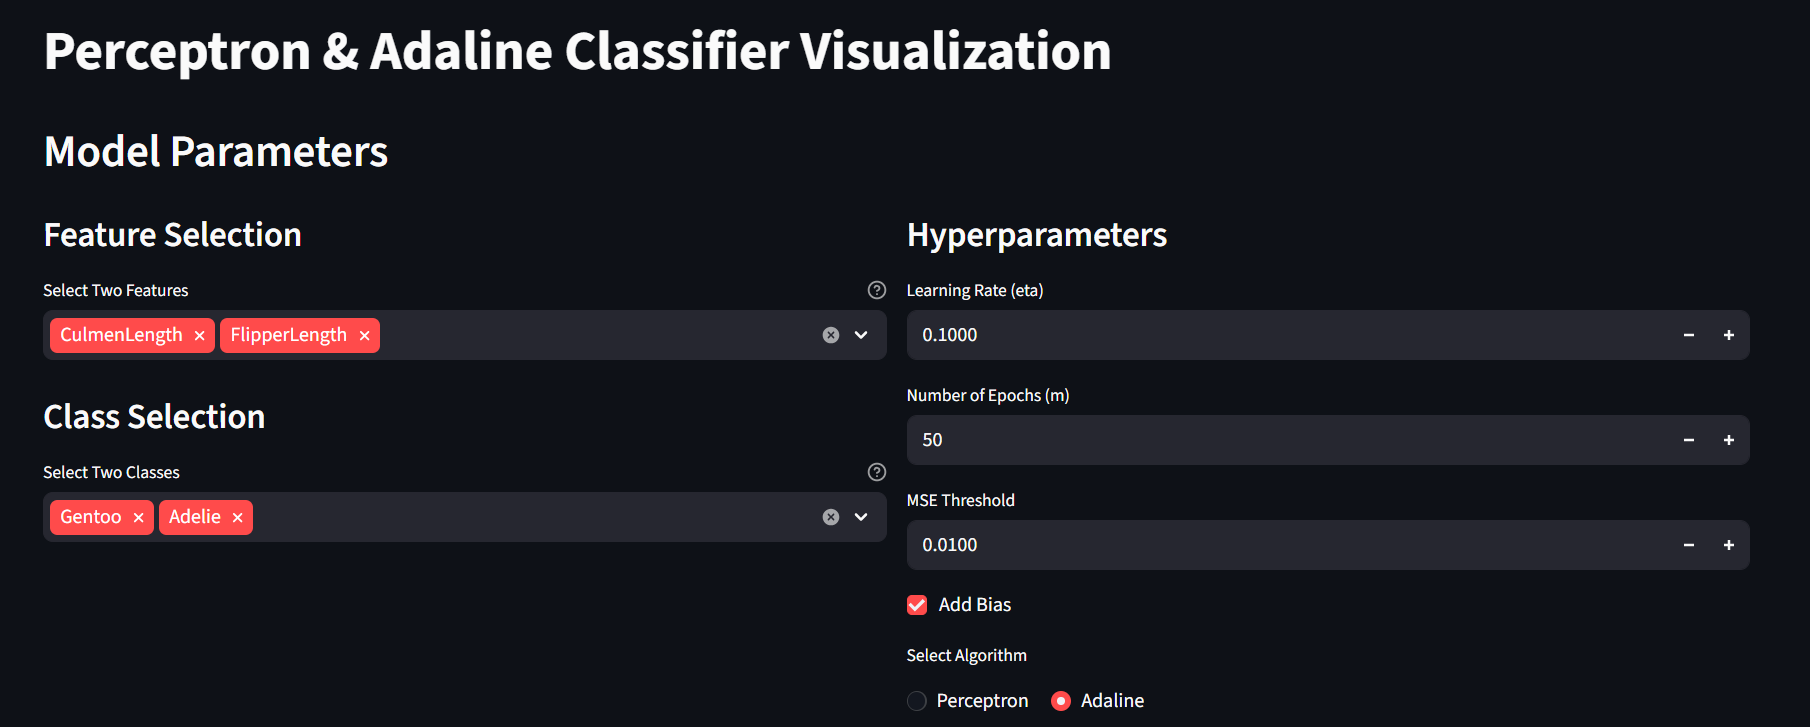 Perceptron & Adaline Classifier Visualization
Model Parameters
Feature Selection
Select Two Features
CulmenLength
FlipperLength
Class Selection
Select Two Classes
Gentoo
Adelie
Hyperparameters
Learning Rate (eta)
0.1000
Number of Epochs (m)
50
MSE Threshold
0.0100
Add Bias
Select Algorithm
Perceptron
Adaline